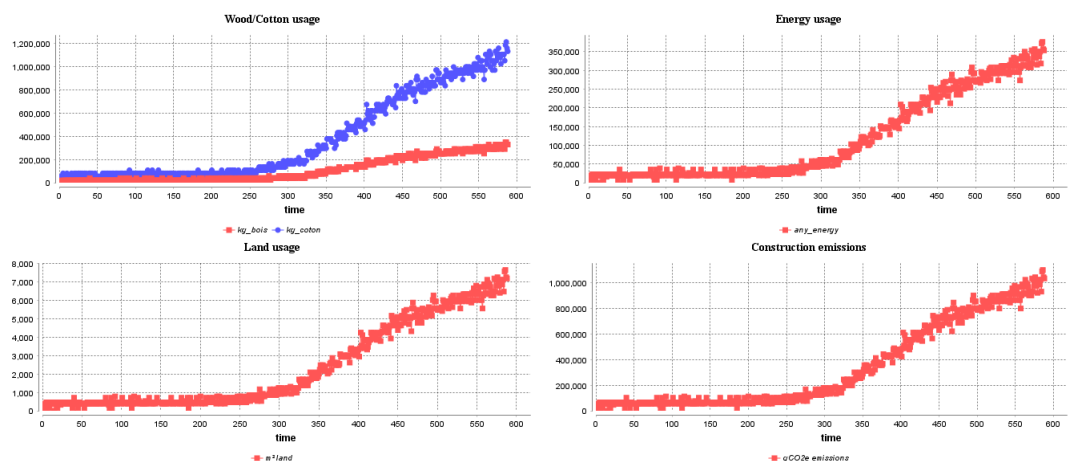 Wood/Cotton usage
1,200,000
1,000,000
800,000
600,000
400,000
200,000
0
0 50 100 150 200 250 300 350 400 450 500 550 600
time
kg_bois kg_coton
Energy usage
350,000
300,000
250,000
200,000
150,000
100,000
50,000
0
0 50 100 150 200 250 300 350 400 450 500 550 600
time
any_energy
Land usage
8,000
7,000
6,000
5,000
4,000
3,000
2,000
1,000
0
0 50 100 150 200 250 300 350 400 450 500 550 600
time
m² land
Construction emissions
1,000,000
800,000
600,000
400,000
200,000
0
0 50 100 150 200 250 300 350 400 450 500 550 600
time
gCO2e emissions